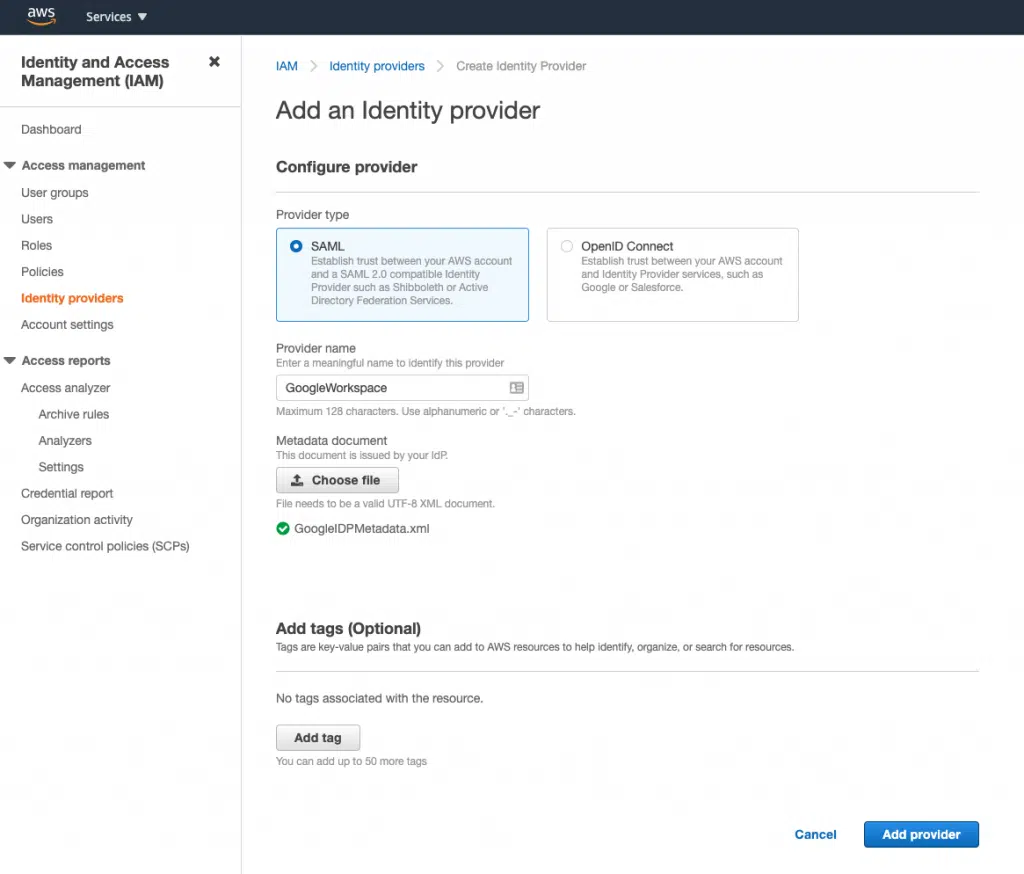 aws
Services
Identity and Access
Management (IAM)
Dashboard
Access management
User groups
Users
Roles
Policies
Identity providers
Account settings
Access reports
Access analyzer
Archive rules
Analyzers
Settings
Credential report
Organization activity
Service control policies (SCPs)
IAM
Identity providers
Create Identity Provider
Add an Identity provider
Configure provider
Provider type
SAML
Establish trust between your AWS account
and a SAML 2.0 compatible Identity
Provider such as Shibboleth or Active
Directory Federation Services.
OpenID Connect
Establish trust between your AWS account
and Identity Provider services, such as
Google or Salesforce.
Provider name
Enter a meaningful name to identify this provider
GoogleWorkspace
Maximum 128 characters. Use alphanumeric or '._-' characters.
Metadata document
This document is issued by your IdP.
Choose file
File needs to be a valid UTF-8 XML document.
GoogleIDPMetadata.xml
Add tags (Optional)
Tags are key-value pairs that you can add to AWS resources to help identify, organize, or search for resources.
No tags associated with the resource.
Add tag
You can add up to 50 more tags
Cancel
Add provider